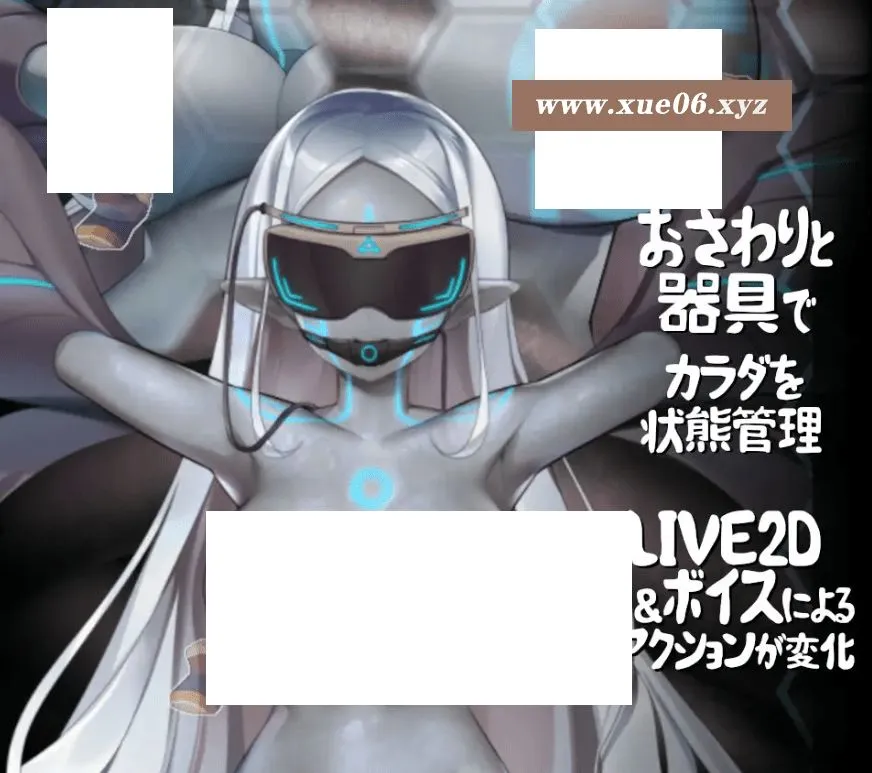 www.xue06.xyz
おさわりと
器具で
カラダを
状態管理
LIVE2D
&ボイスによる
アクションが変化